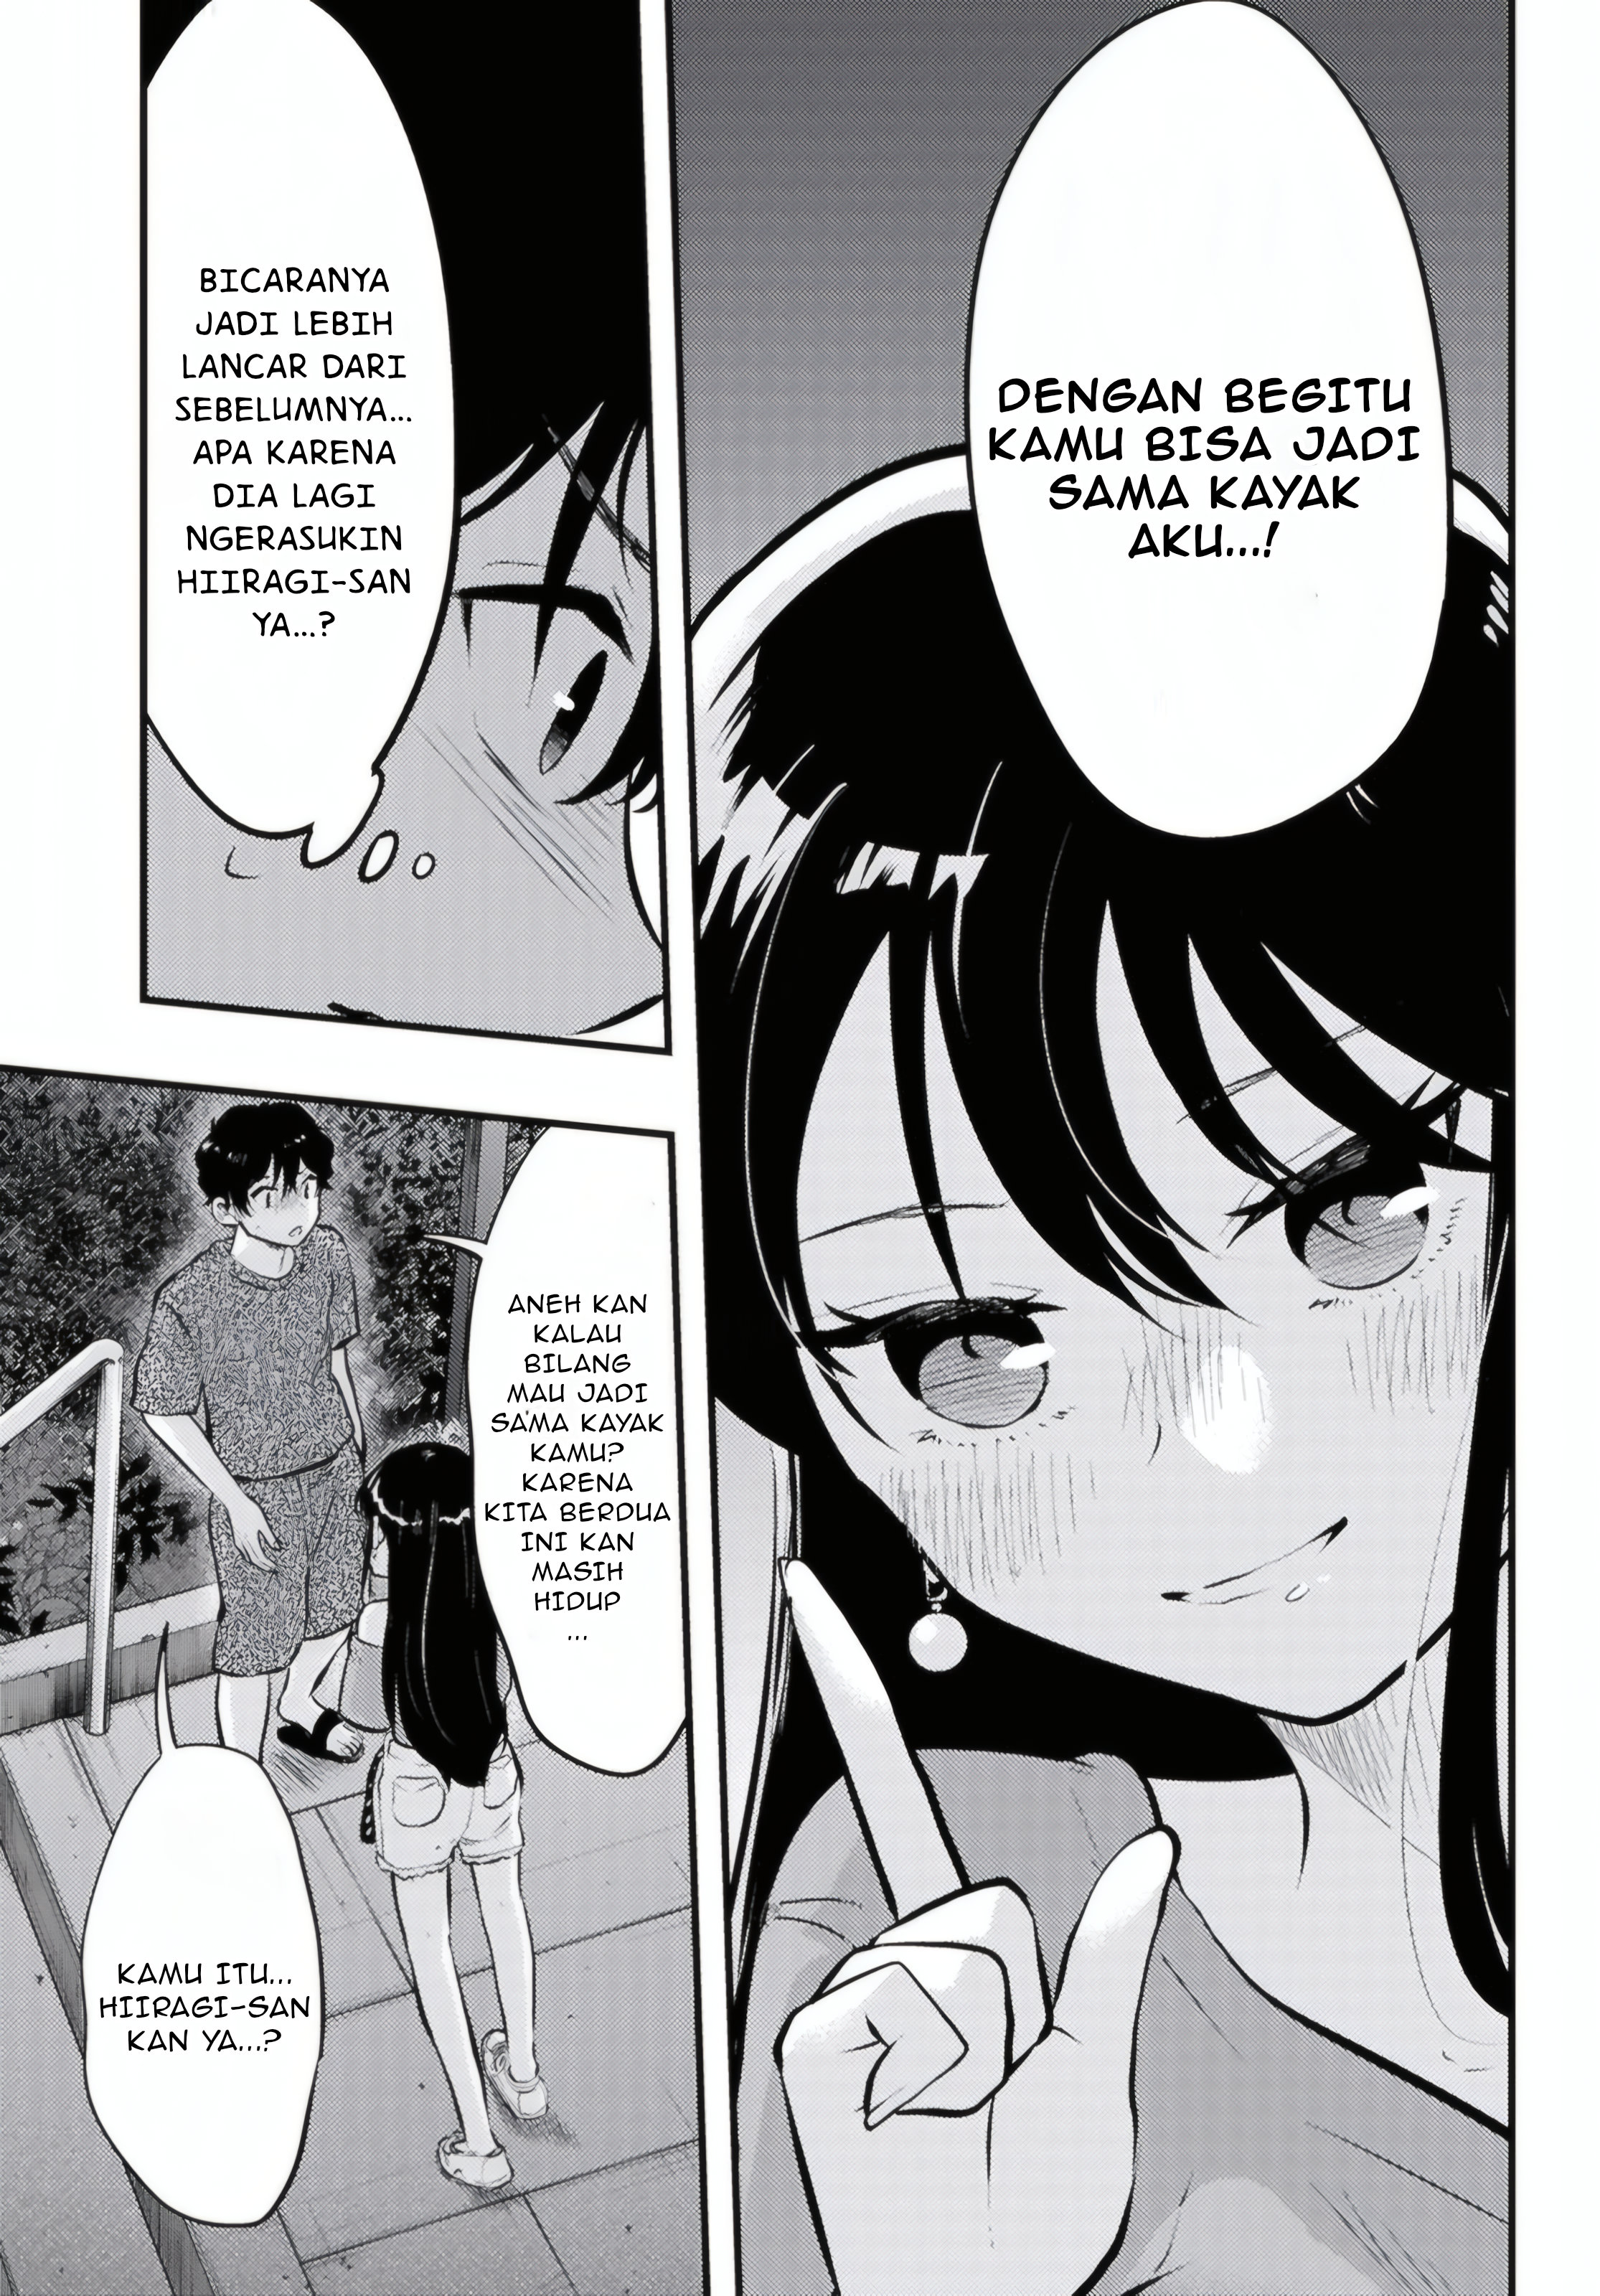 DENGAN BEGITU
KAMU BISA JADI
SAMA KAYAK
AKU...!
BICARANYA
JADI LEBIH
LANCAR DARI
SEBELUMNYA...
APA KARENA
DIA LAGI
NGERASUKIN
HIIRAGI-SAN
YA...?
ANEH KAN
KALAU
BILANG
MAU JADI
SAMA KAYAK
KAMU?
KARENA
KITA BERDUA
INI KAN
MASIH
HIDUP
...
KAMU ITU...
HIIRAGI-SAN
KAN YA...?